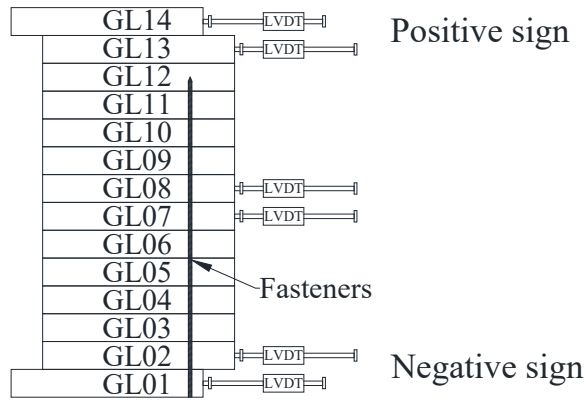 GL14 LVDT Positive sign
GL13 LVDT
GL12
GL11
GL10
GL09
GL08 LVDT
GL07 LVDT
GL06
GL05
Fasteners
GL04
GL03
GL02 LVDT
Negative sign
GL01 LVDT